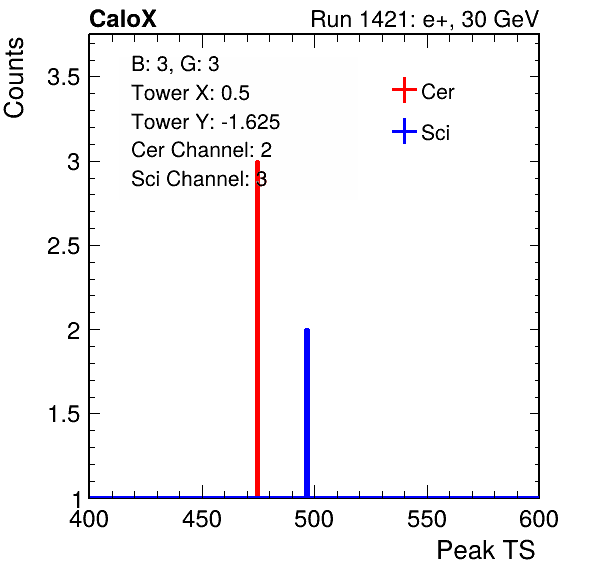 CaloX Run 1421: e+, 30 GeV
Counts
B: 3, G: 3
Tower X: 0.5
Tower Y: -1.625
Cer Channel: 2
Sci Channel: 3
Cer
Sci
3.5
3
2.5
2
1.5
1
400 450 500 550 600
Peak TS